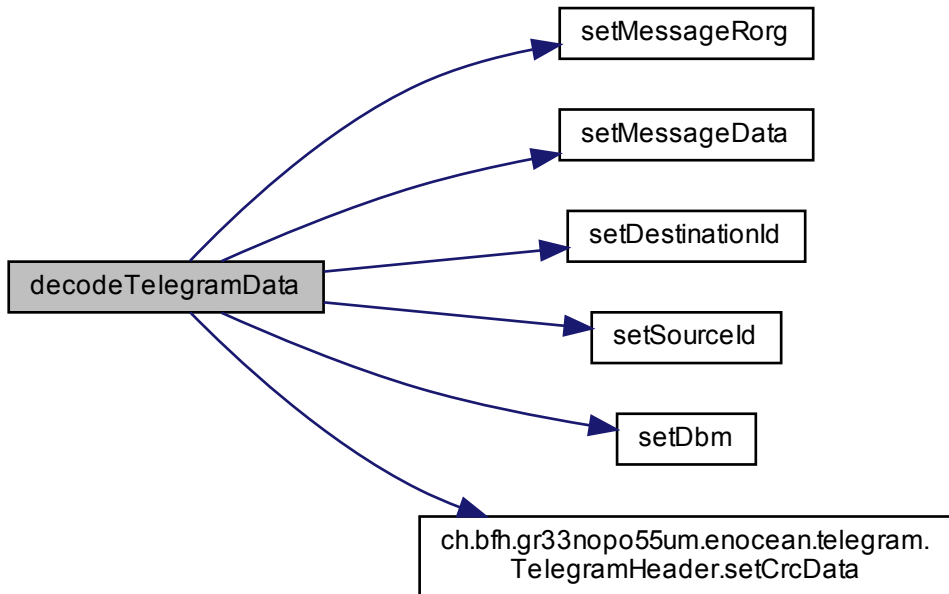 setMessageRorg
setMessageData
setDestinationId
decodeTelegramData
setSourceId
setDbm
ch.bfh.gr33nopo55um.enocean.telegram.
TelegramHeader.setCrcData